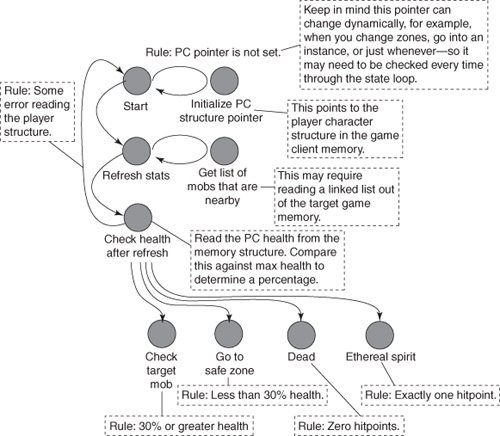 Keep in mind this pointer can
change dynamically, for example,
when you change zones, go into an
instance, or just whenever—so it
may need to be checked every time
through the state loop.
Rule: PC pointer is not set.
Rule: Some
error reading
the player
structure.
Start
Initialize PC
structure pointer
This points to the
player character
structure in the game
client memory.
Refresh stats
Get list of
mobs that are
nearby
This may require
reading a linked list out
of the target game
memory.
Check health
after refresh
Read the PC health from the
memory structure. Compare
this against max health to
determine a percentage.
Check
target
mob
Go to
safe zone
Dead
Ethereal spirit
Rule: Less than 30% health.
Rule: Exactly one hitpoint.
Rule: 30% or greater health
Rule: Zero hitpoints.